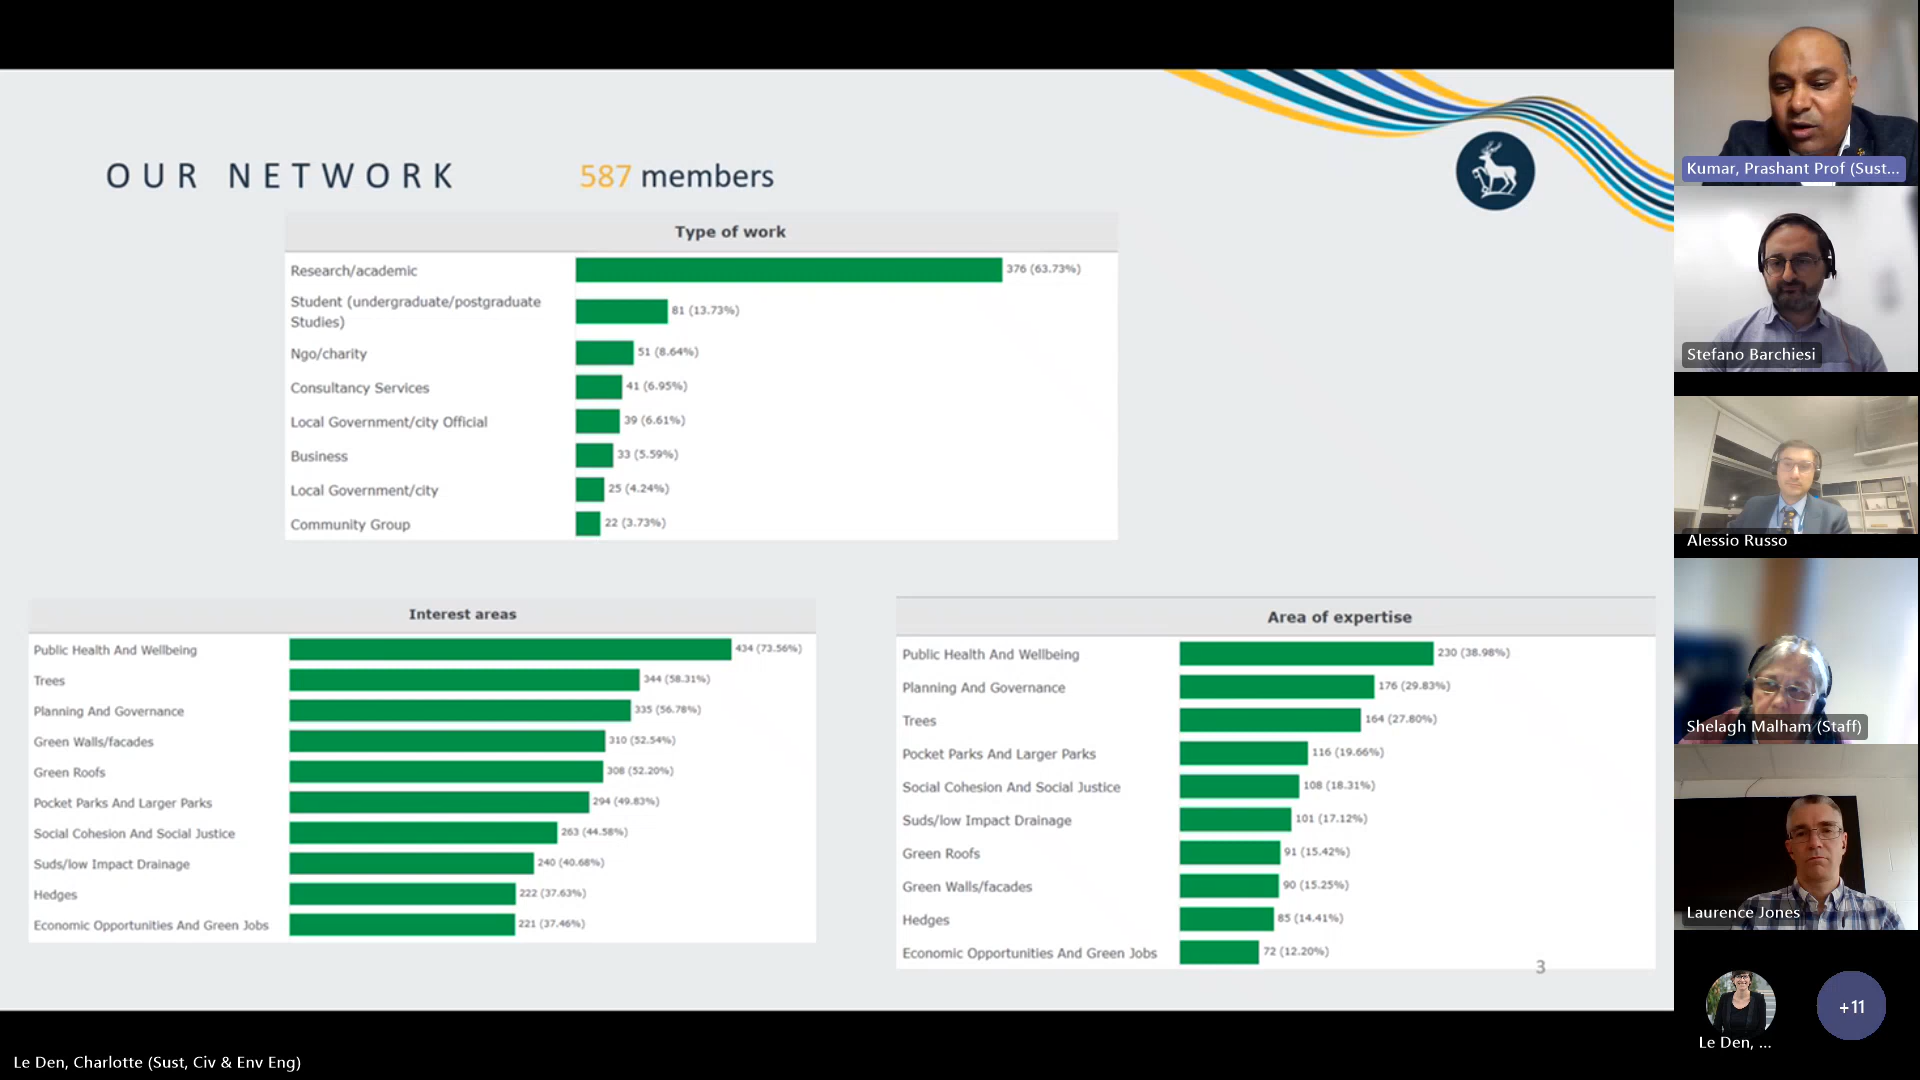 OUR NETWORK
587 members
Type of work
Research/academic
376 (63.73%)
Student (undergraduate/postgraduate
Studies)
81 (13.73%)
Ngo/charity
51 (8.64%)
Consultancy Services
41 (6.95%)
Local Government/city Official
39 (6.61%)
Business
33 (5.59%)
Local Government/city
25 (4.24%)
Community Group
22 (3.73%)
Interest areas
Public Health And Wellbeing
434 (73.56%)
Trees
344 (58.31%)
Planning And Governance
335 (56.78%)
Green Walls/facades
310 (52.54%)
Green Roofs
308 (52.20%)
Pocket Parks And Larger Parks
294 (49.83%)
Social Cohesion And Social Justice
263 (44.58%)
Suds/low Impact Drainage
240 (40.68%)
Hedges
222 (37.63%)
Economic Opportunities And Green Jobs
221 (37.46%)
Area of expertise
Public Health And Wellbeing
230 (38.98%)
Planning And Governance
176 (29.83%)
Trees
164 (27.80%)
Pocket Parks And Larger Parks
116 (19.66%)
Social Cohesion And Social Justice
108 (18.31%)
Suds/low Impact Drainage
101 (17.12%)
Green Roofs
91 (15.42%)
Green Walls/facades
90 (15.25%)
Hedges
85 (14.41%)
Economic Opportunities And Green Jobs
72 (12.20%)
3
Kumar, Prashant Prof (Sust...
Stefano Barchiesi
Alessio Russo
Shelagh Malham (Staff)
Laurence Jones
Le Den, ...
+11
Le Den, Charlotte (Sust, Civ & Env Eng)